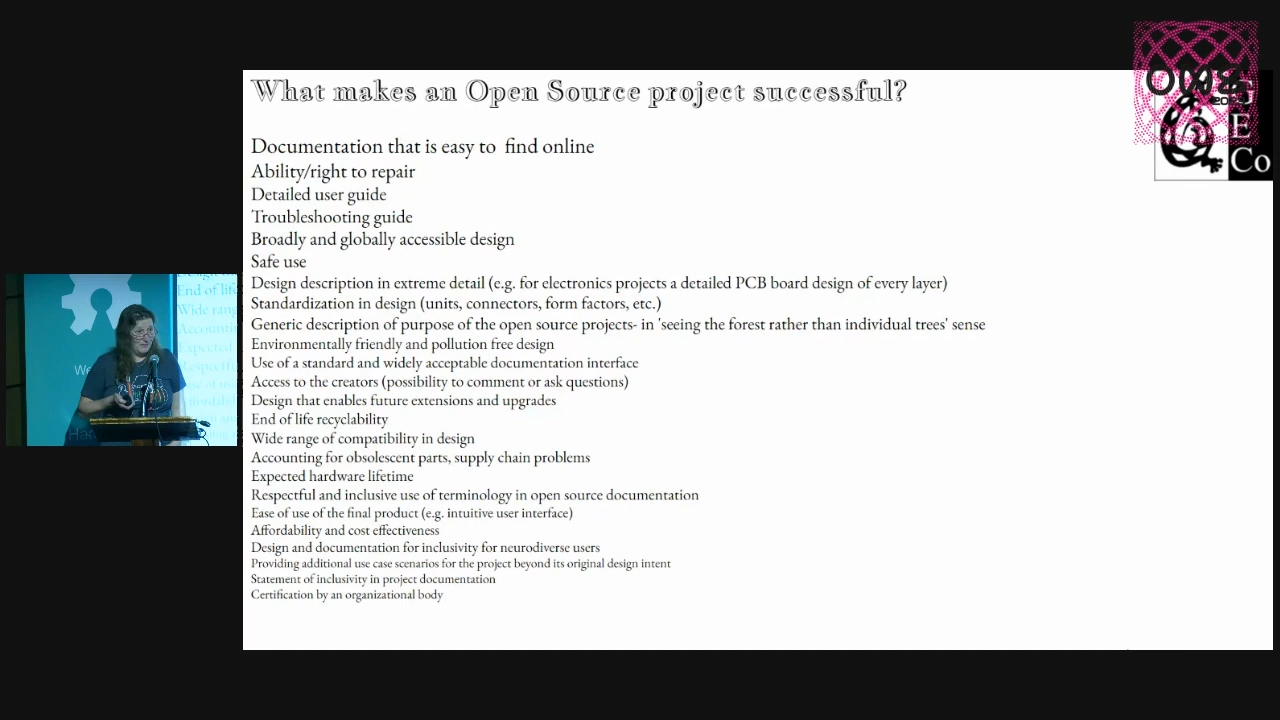 What makes an Open Source project successful?
Documentation that is easy to find online
Ability/right to repair
Detailed user guide
Troubleshooting guide
Broadly and globally accessible design
Safe use
Design description in extreme detail (e.g. for electronics projects a detailed PCB board design of every layer)
Standardization in design (units, connectors, form factors, etc.)
Generic description of purpose of the open source projects- in 'seeing the forest rather than individual trees' sense
Environmentally friendly and pollution free design
Use of a standard and widely acceptable documentation interface
Access to the creators (possibility to comment or ask questions)
Design that enables future extensions and upgrades
End of life recyclability
Wide range of compatibility in design
Accounting for obsolescent parts, supply chain problems
Expected hardware lifetime
Respectful and inclusive use of terminology in open source documentation
Ease of use of the final product (e.g. intuitive user interface)
Affordability and cost effectiveness
Design and documentation for inclusivity for neurodiverse users
Providing additional use case scenarios for the project beyond its original design intent
Statement of inclusivity in project documentation
Certification by an organizational body
E
Co
End of life
Wide rang
Accountin
Expected
We